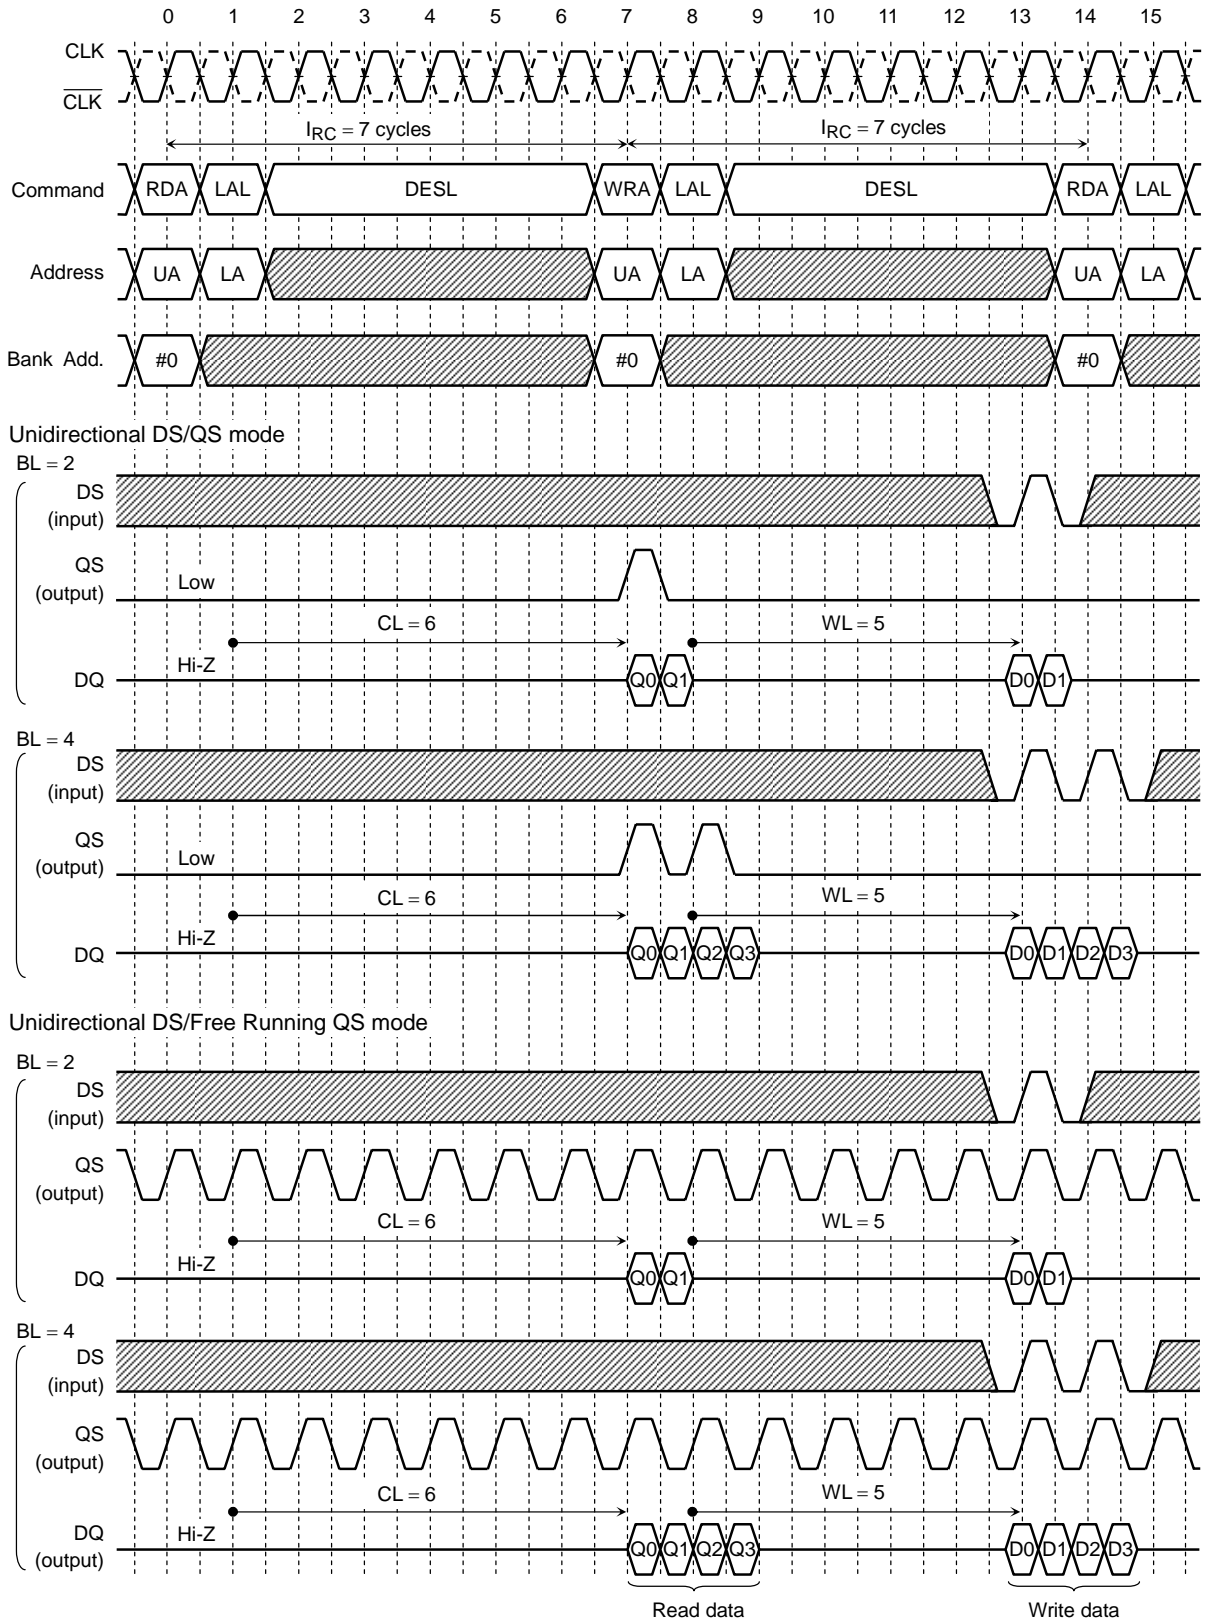 0 1 2 3 4 5 6 7 8 9 10 11 12 13 14 15
CLK
CLK
IRC = 7 cycles IRC = 7 cycles
Command RDA LAL DESL WRA LAL DESL RDA LAL
Address UA LA UA LA UA LA
Bank Add. #0 #0 #0
Unidirectional DS/QS mode
BL = 2
DS
(input)
QS
(output) Low
CL = 6 WL = 5
Hi-Z
DQ Q0 Q1 D0 D1
BL = 4
DS
(input)
QS
(output) Low
CL = 6 WL = 5
Hi-Z
DQ Q0 Q1 Q2 Q3 D0 D1 D2 D3
Unidirectional DS/Free Running QS mode
BL = 2
DS
(input)
QS
(output)
CL = 6 WL = 5
Hi-Z
DQ Q0 Q1 D0 D1
BL = 4
DS
(input)
QS
(output)
CL = 6 WL = 5
DQ Hi-Z
(output) Q0 Q1 Q2 Q3 D0 D1 D2 D3
Read data Write data